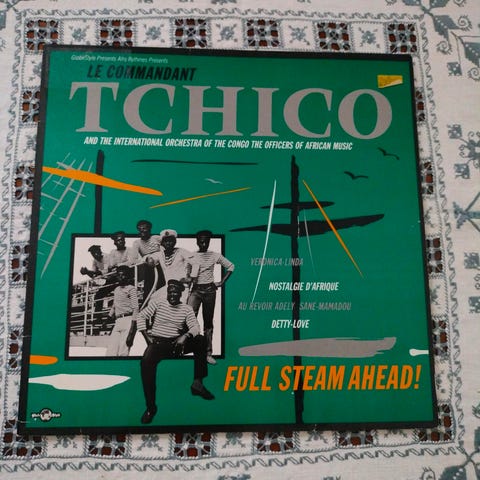 GlobeStyle Presents Afro Rythmes Presents
LE COMMANDANT
TCHICO
AND THE INTERNATIONAL ORCHESTRA OF THE CONGO THE OFFICERS OF AFRICAN MUSIC
VERONICA-LINDA
NOSTALGIE D'AFRIQUE
AU REVOIR ADELY SANE-MAMADOU
DETTY-LOVE
FULL STEAM AHEAD!